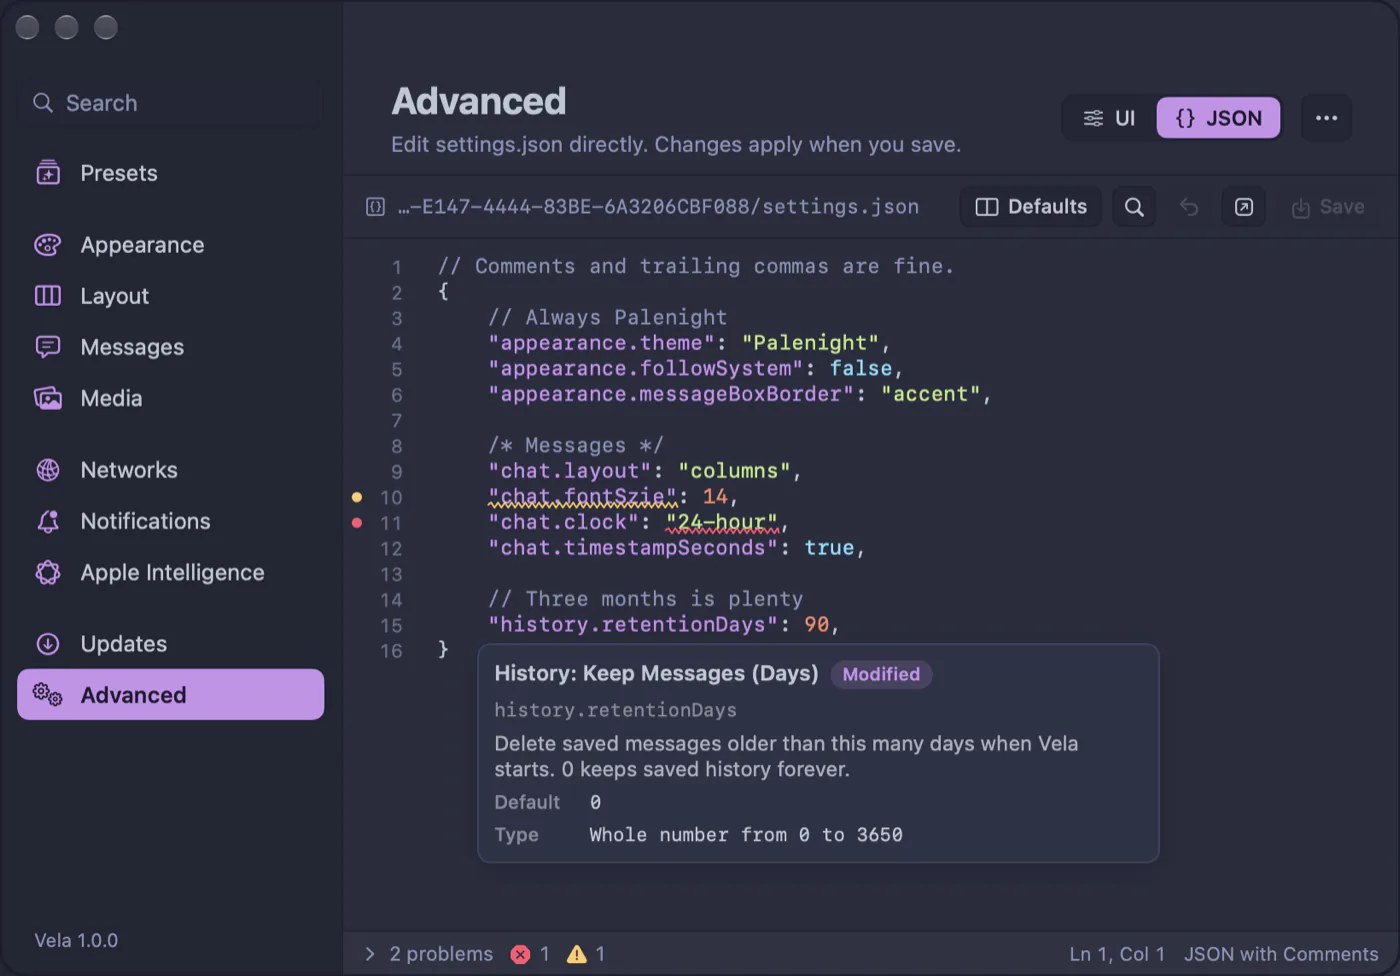 Search
Presets
Appearance
Layout
Messages
Media
Networks
Notifications
Apple Intelligence
Updates
Advanced
Vela 1.0.0
Advanced
Edit settings.json directly. Changes apply when you save.
UI
{} JSON
…-E147-4444-83BE-6A3206CBF088/settings.json
Defaults
Save
1 // Comments and trailing commas are fine.
2 {
3 // Always Palenight
4 "appearance.theme": "Palenight",
5 "appearance.followSystem": false,
6 "appearance.messageBoxBorder": "accent",
7
8 /* Messages */
9 "chat.layout": "columns",
10 "chat.fontSzie": 14,
11 "chat.clock": "24-hour",
12 "chat.timestampSeconds": true,
13
14 // Three months is plenty
15 "history.retentionDays": 90,
16 }
History: Keep Messages (Days) Modified
history.retentionDays
Delete saved messages older than this many days when Vela
starts. 0 keeps saved history forever.
Default 0
Type Whole number from 0 to 3650
2 problems 1 1
Ln 1, Col 1 JSON with Comments